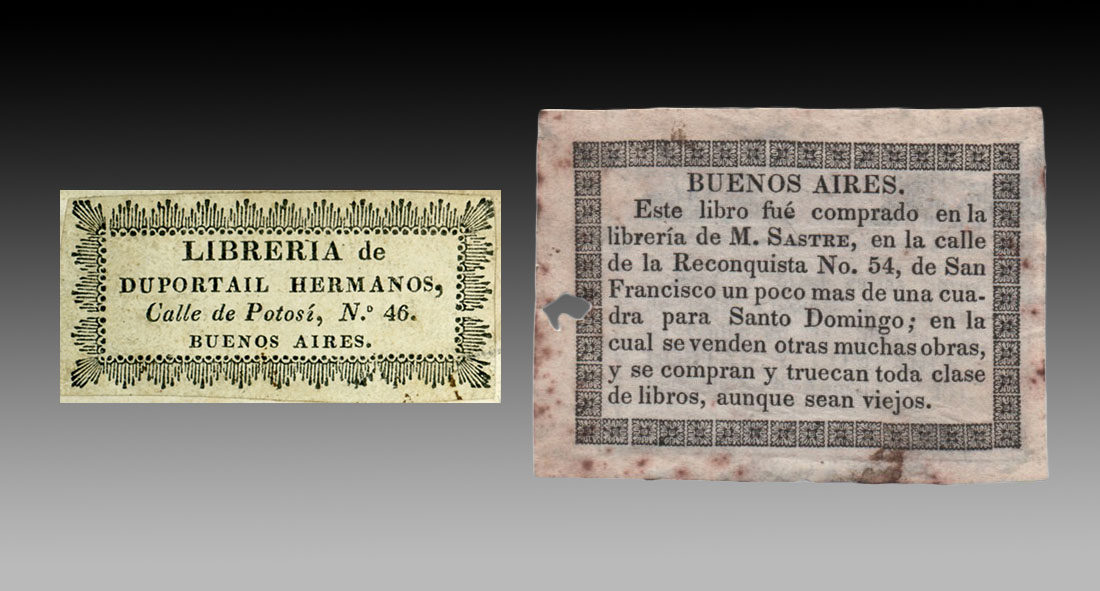 LIBRERIA de
DUPORTAIL HERMANOS,
Calle de Potosí, N.º 46.
BUENOS AIRES.
BUENOS AIRES.
Este libro fué comprado en la
librería de M. SASTRE, en la calle
de la Reconquista No. 54, de San
Francisco un poco mas de una cua-
dra para Santo Domingo; en la
cual se venden otras muchas obras,
y se compran y truecan toda clase
de libros, aunque sean viejos.